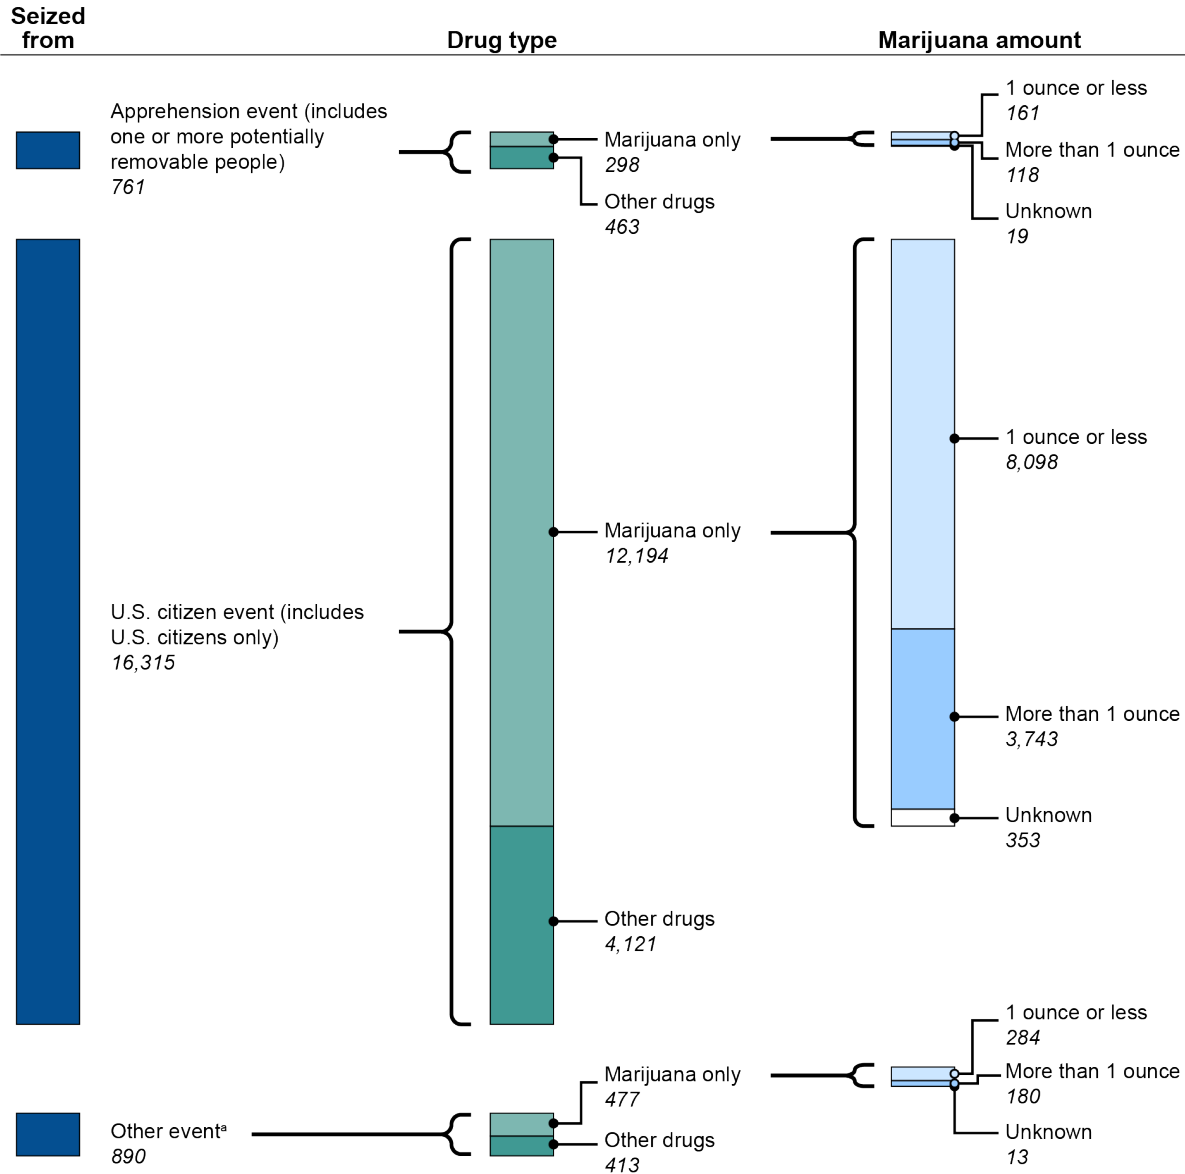 Seized
from
Drug type
Marijuana amount
Apprehension event (includes
one or more potentially
removable people)
761
Marijuana only
298
Other drugs
463
1 ounce or less
161
More than 1 ounce
118
Unknown
19
U.S. citizen event (includes
U.S. citizens only)
16,315
Marijuana only
12,194
Other drugs
4,121
1 ounce or less
8,098
More than 1 ounce
3,743
Unknown
353
Other eventª
890
Marijuana only
477
Other drugs
413
1 ounce or less
284
More than 1 ounce
180
Unknown
13